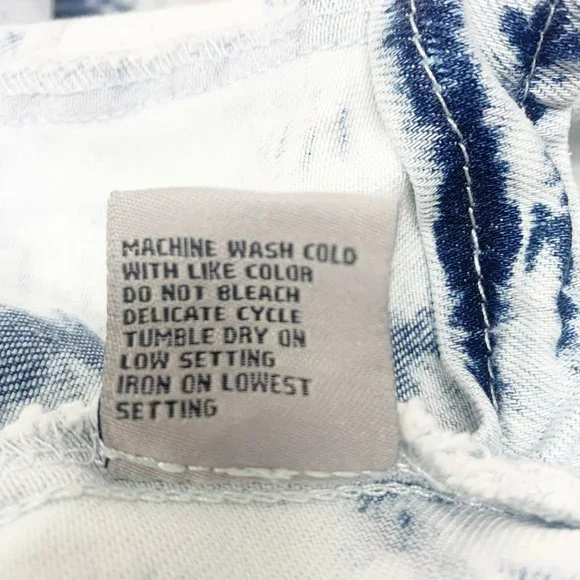 MACHINE WASH COLD
WITH LIKE COLOR
DO NOT BLEACH
DELICATE CYCLE
TUMBLE DRY ON
LOW SETTING
IRON ON LOWEST
SETTING